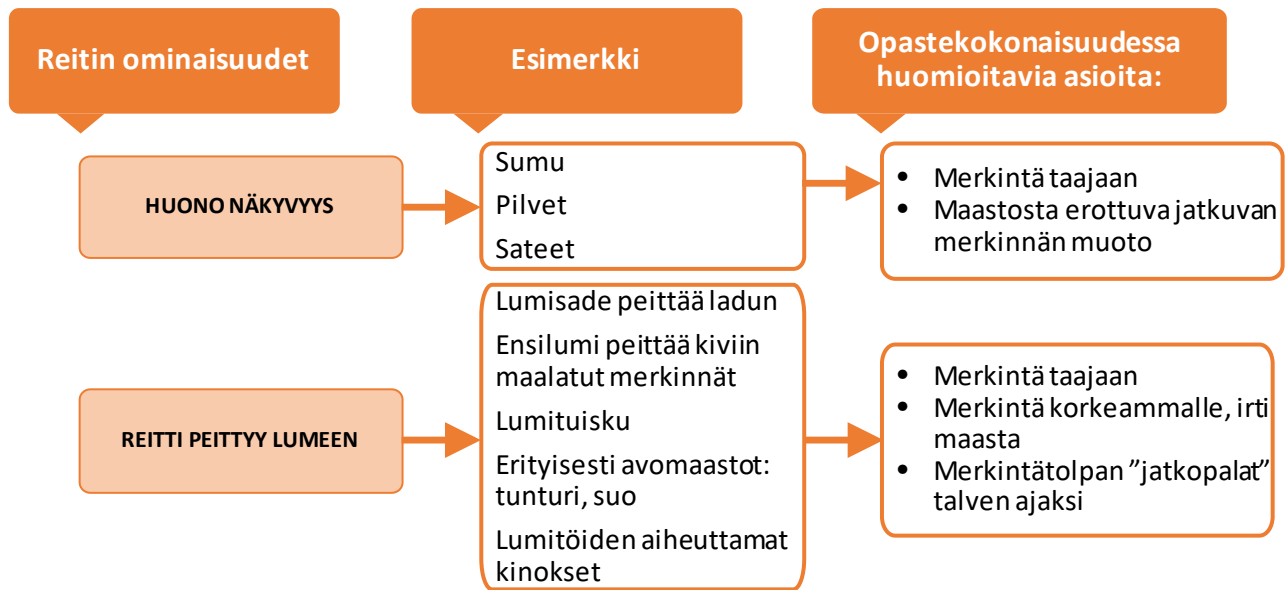 Reitin ominaisuudet
Esimerkki
Opastekokonaisuudessa
huomioitavia asioita:
HUONO NÄKYVYYS
Sumu
Pilvet
Sateet
• Merkintä taajaan
• Maastosta erottuva jatkuvan
merkinnän muoto
REITTI PEITTYY LUMEEN
Lumisade peittää ladun
Ensilumi peittää kiviin
maalatut merkinnät
Lumituisku
Erityisesti avomaastot:
tunturi, suo
Lumitöiden aiheuttamat
kinokset
• Merkintä taajaan
• Merkintä korkeammalle, irti
maasta
• Merkintätolpan ”jatkopalat”
talven ajaksi